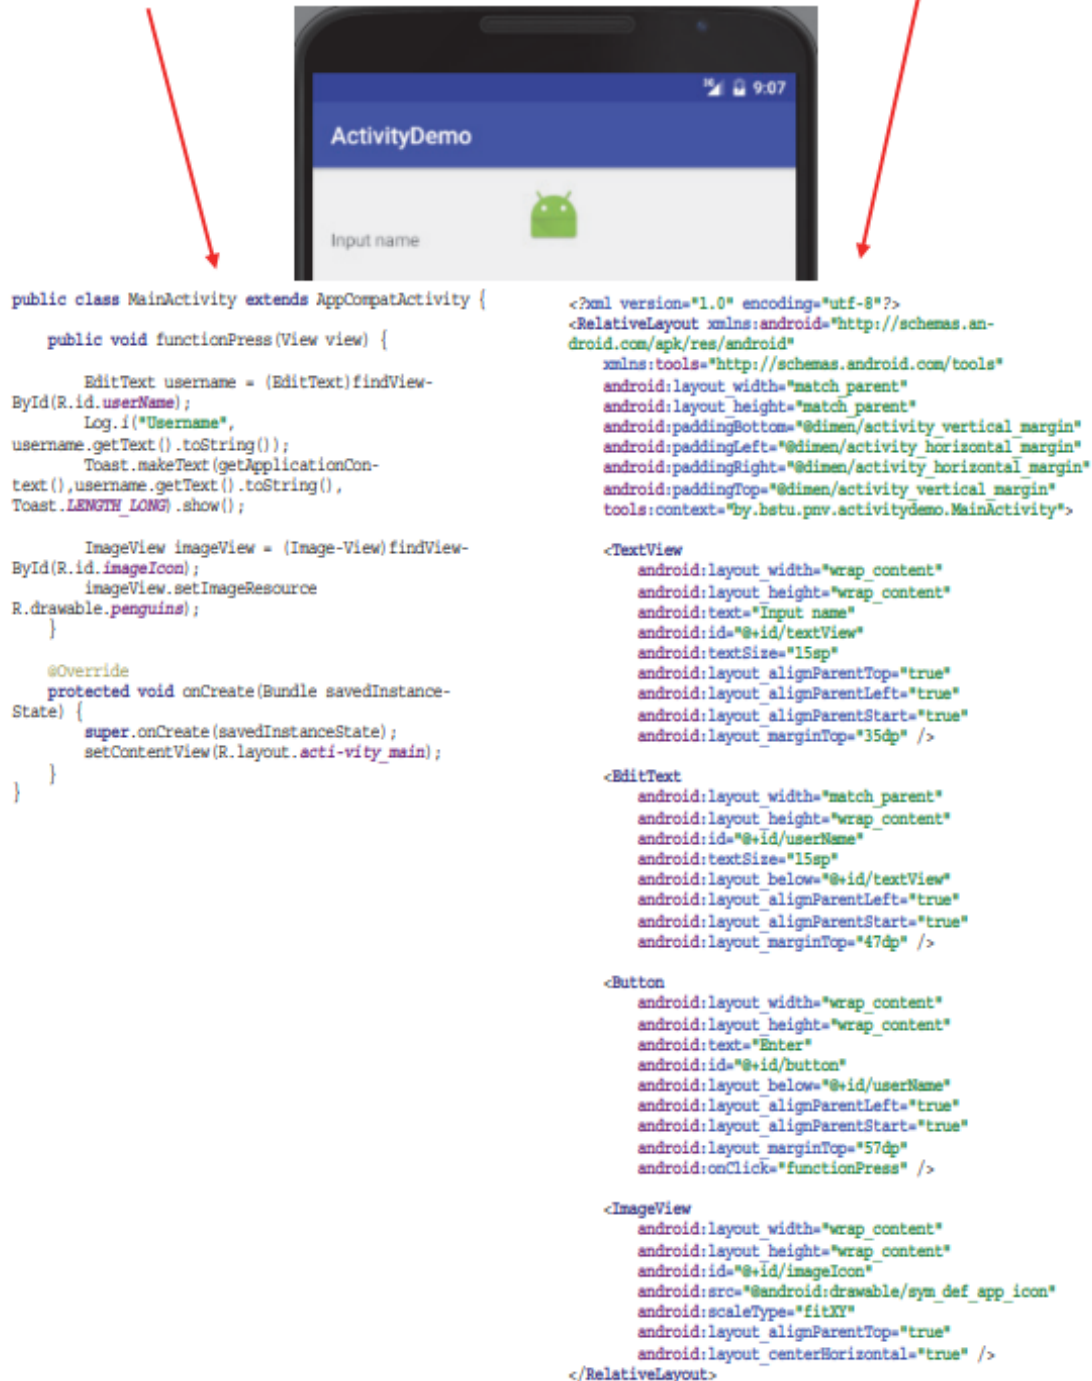 9:07
ActivityDemo
Input name
public class MainActivity extends AppCompatActivity {
public void functionPress(View view) {
EditText username = (EditText)findView-
ById(R.id.userName);
Log.i("Username",
username.getText().toString());
Toast.makeText(getApplicationCon-
text(),username.getText().toString(),
Toast.LENGTH_LONG).show();
ImageView imageView = (Image-View)findView-
ById(R.id.imageIcon);
imageView.setImageResource
R.drawable.penguins);
}
@Override
protected void onCreate(Bundle savedInstance-
State) {
super.onCreate(savedInstanceState);
setContentView(R.layout.acti-vity_main);
}
}
<?xml version="1.0" encoding="utf-8"?>
<RelativeLayout xmlns:android="http://schemas.an-
droid.com/apk/res/android"
xmlns:tools="http://schemas.android.com/tools"
android:layout_width="match_parent"
android:layout_height="match_parent"
android:paddingBottom="@dimen/activity_vertical_margin"
android:paddingLeft="@dimen/activity_horizontal_margin"
android:paddingRight="@dimen/activity_horizontal_margin"
android:paddingTop="@dimen/activity_vertical_margin"
tools:context="by.bstu.pnv.activitydemo.MainActivity">
<TextView
android:layout_width="wrap_content"
android:layout_height="wrap_content"
android:text="Input name"
android:id="@+id/textView"
android:textSize="15sp"
android:layout_alignParentTop="true"
android:layout_alignParentLeft="true"
android:layout_alignParentStart="true"
android:layout_marginTop="35dp" />
<EditText
android:layout_width="match_parent"
android:layout_height="wrap_content"
android:id="@+id/userName"
android:textSize="15sp"
android:layout_below="@+id/textView"
android:layout_alignParentLeft="true"
android:layout_alignParentStart="true"
android:layout_marginTop="47dp" />
<Button
android:layout_width="wrap_content"
android:layout_height="wrap_content"
android:text="Enter"
android:id="@+id/button"
android:layout_below="@+id/userName"
android:layout_alignParentLeft="true"
android:layout_alignParentStart="true"
android:layout_marginTop="57dp"
android:onClick="functionPress" />
<ImageView
android:layout_width="wrap_content"
android:layout_height="wrap_content"
android:id="@+id/imageIcon"
android:src="@android:drawable/sym_def_app_icon"
android:scaleType="fitXY"
android:layout_alignParentTop="true"
android:layout_centerHorizontal="true" />
</RelativeLayout>